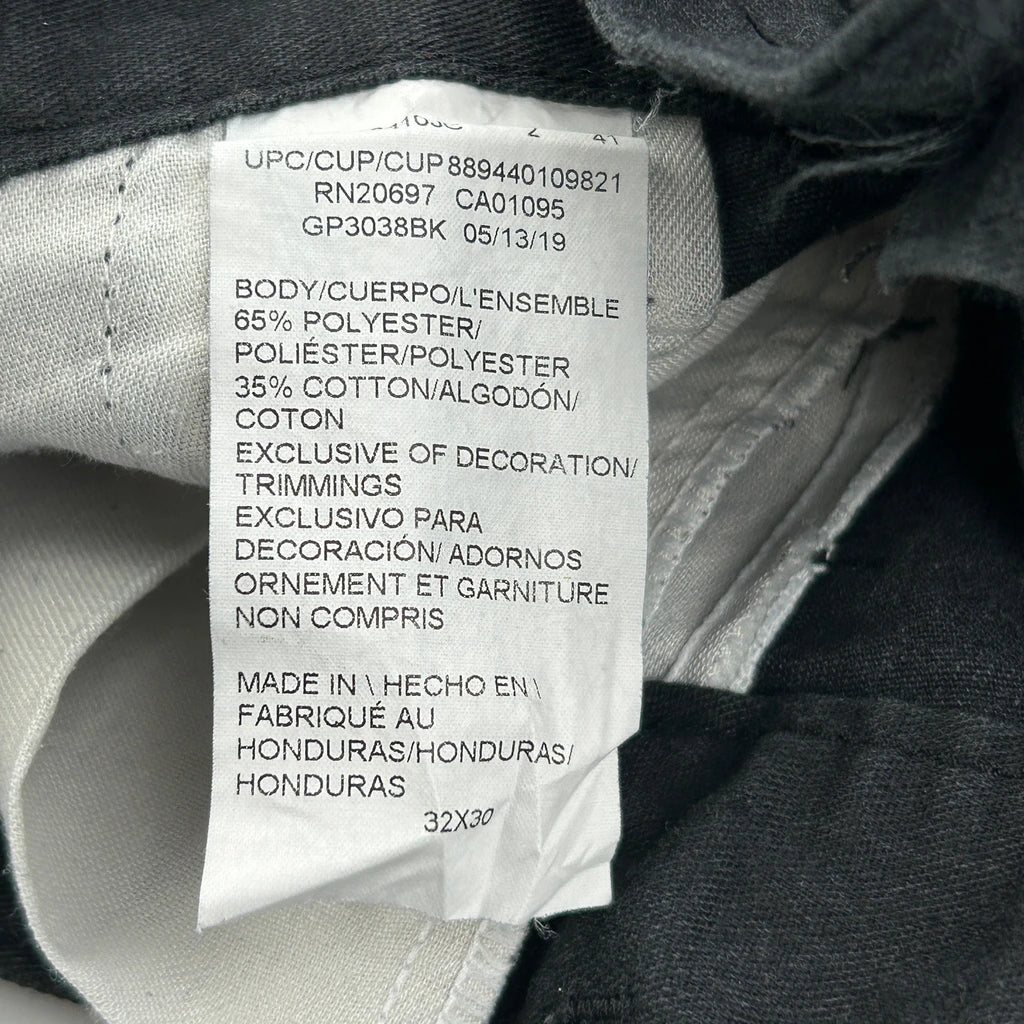 UPC/CUP/CUP 889440109821
RN20697 CA01095
GP3038BK 05/13/19
BODY/CUERPO/L'ENSEMBLE
65% POLYESTER/
POLIÉSTER/POLYESTER
35% COTTON/ALGODÓN/
COTON
EXCLUSIVE OF DECORATION/
TRIMMINGS
EXCLUSIVO PARA
DECORACIÓN/ ADORNOS
ORNEMENT ET GARNITURE
NON COMPRIS
MADE IN \ HECHO EN \
FABRIQUÉ AU
HONDURAS/HONDURAS/
HONDURAS
32X30